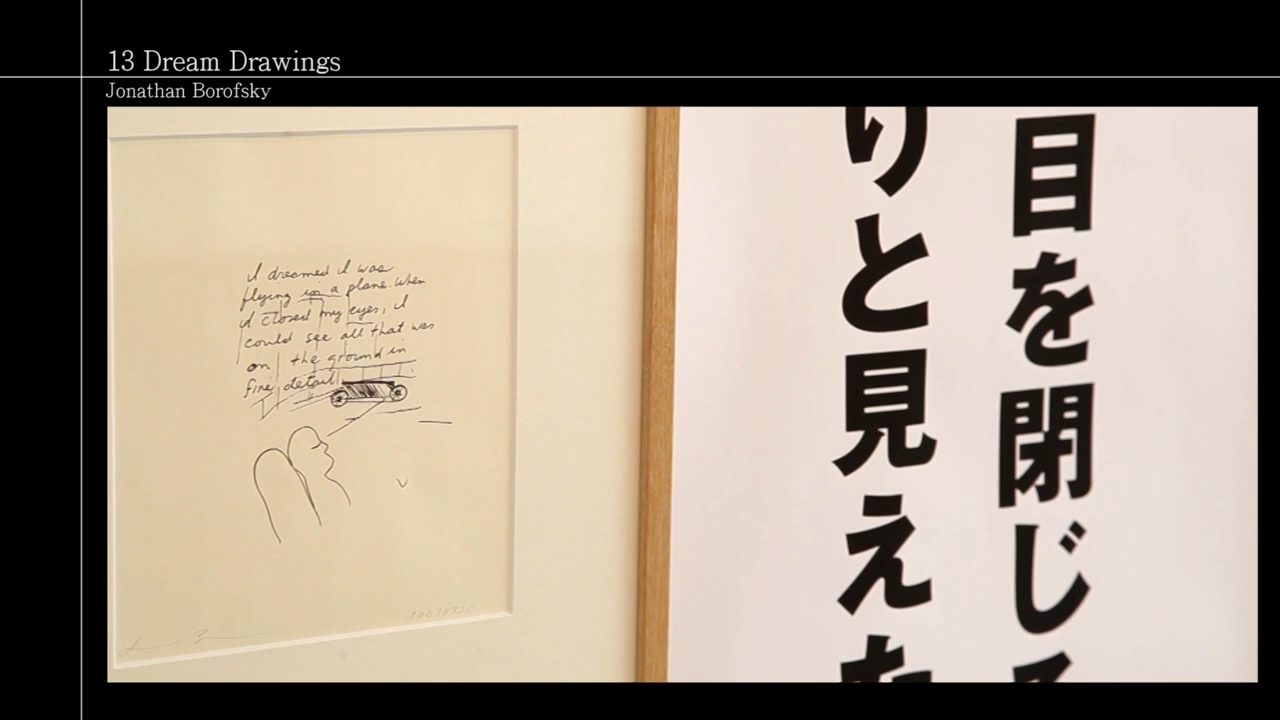 13 Dream Drawings
Jonathan Borofsky
I dreamed I was
flying in a plane. When
I closed my eyes, I
could see all that was
on the ground in
fine detail
目を閉じ
りと見えた